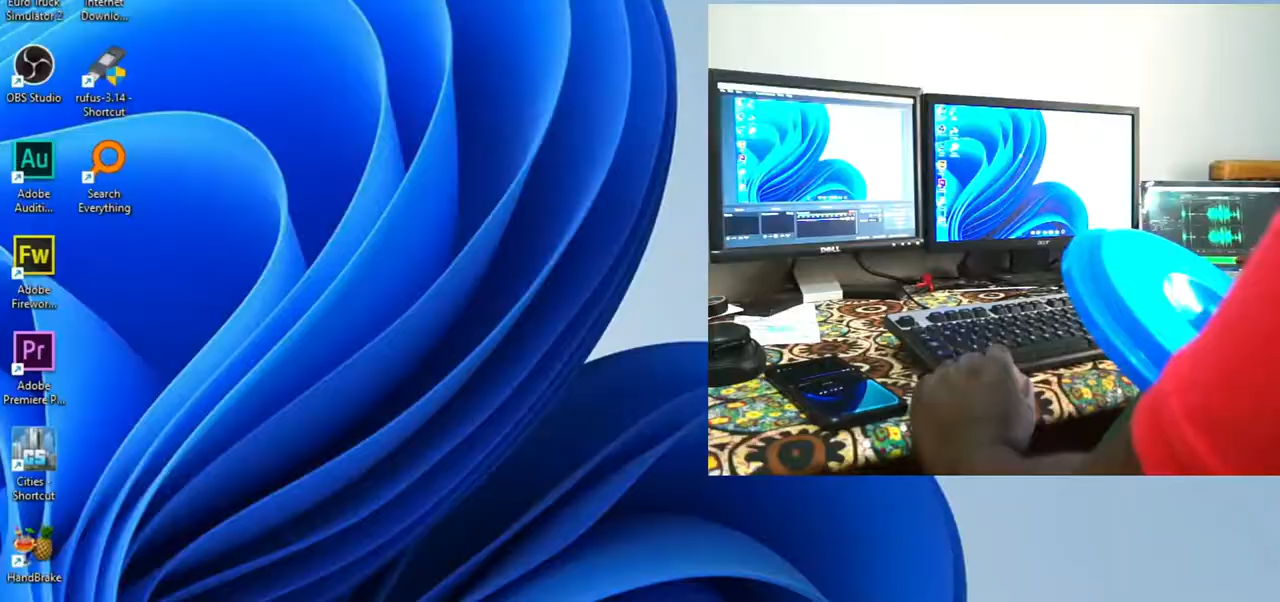 Euro Truck
Simulator 2
Internet
Downlo...
OBS Studio
rufus-3.14 -
Shortcut
Au
Adobe
Auditi...
Search
Everything
Fw
Adobe
Firewor...
Pr
Adobe
Premiere P...
CS
Cities -
Shortcut
HandBrake
DELL
acer